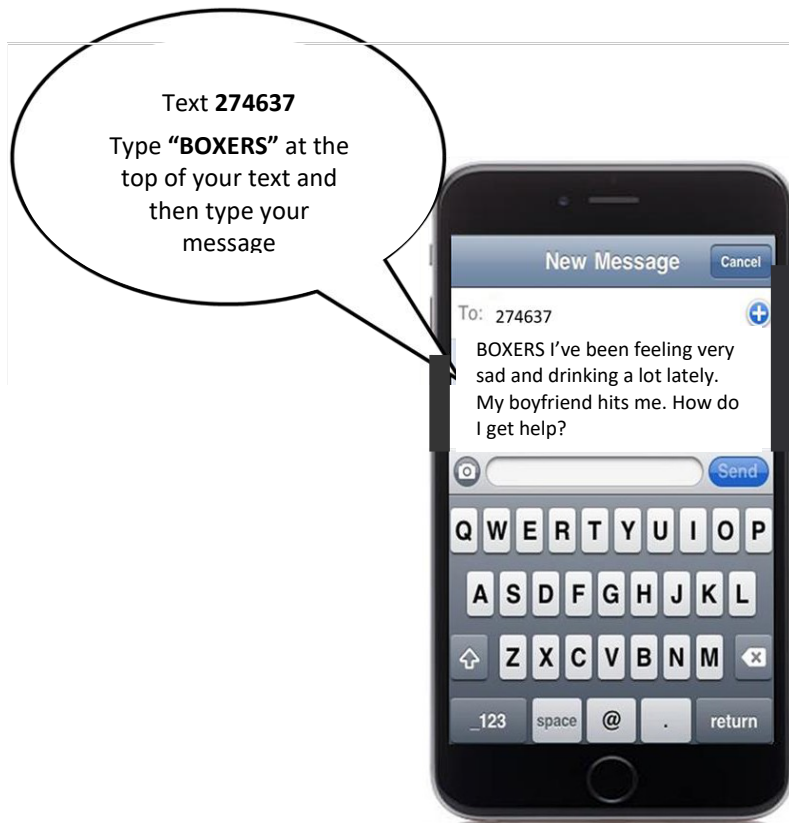 Text 274637
Type “BOXERS” at the
top of your text and
then type your
message
New Message
Cancel
To: 274637
BOXERS I’ve been feeling very
sad and drinking a lot lately.
My boyfriend hits me. How do
I get help?
Send
Q W E R T Y U I O P
A S D F G H J K L
Z X C V B N M
_123 space @ . return